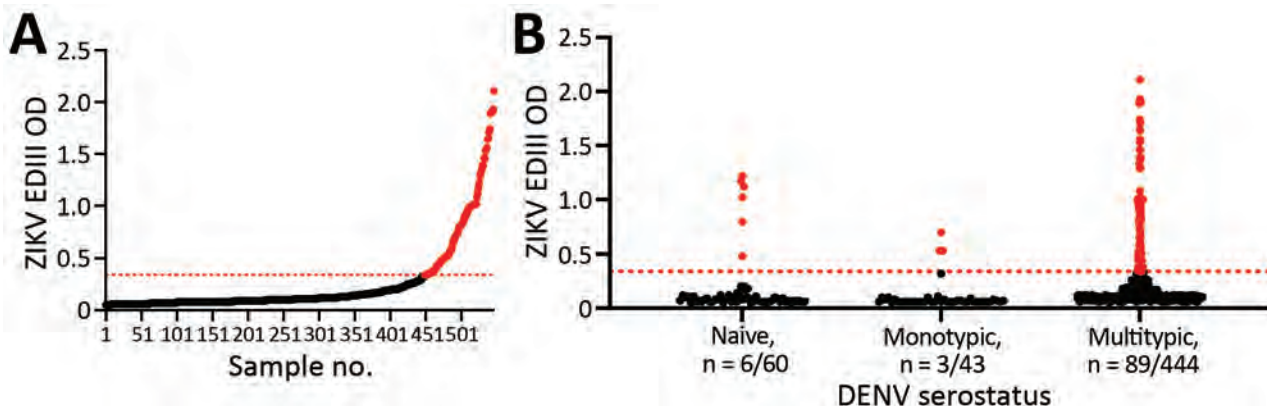 A
ZIKV EDIII OD
2.5
2.0
1.5
1.0
0.5
0
1 51 101 151 201 251 301 351 401 451 501
Sample no.
B
ZIKV EDIII OD
2.5
2.0
1.5
1.0
0.5
0
Naive, Monotypic, Multitypic,
n = 6/60 n = 3/43 n = 89/444
DENV serostatus